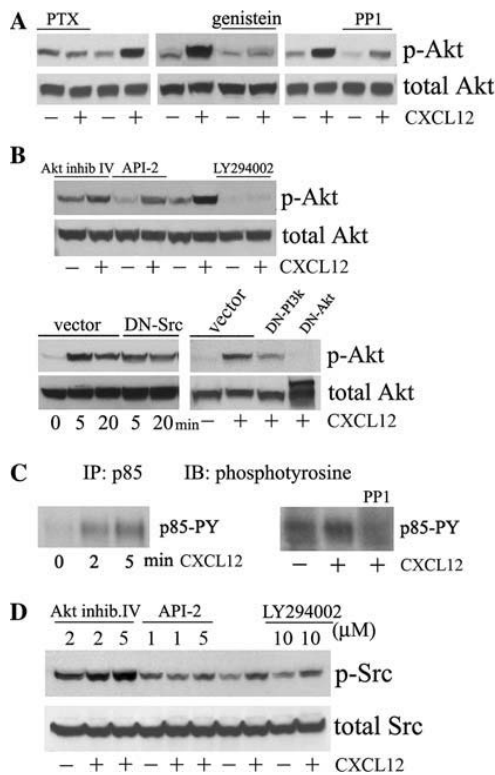 A
PTX genistein PP1
p-Akt
total Akt
− + − + − + − + − + − + CXCL12
B
Akt inhib IV API-2 LY294002
p-Akt
total Akt
− + − + − + − + CXCL12
vector DN-Src vector DN-PI3k DN-Akt
p-Akt
total Akt
0 5 20 5 20 min − + + + CXCL12
C IP: p85 IB: phosphotyrosine
PP1
p85-PY p85-PY
0 2 5 min CXCL12 − + + CXCL12
D
Akt inhib.IV API-2 LY294002
2 2 5 1 1 5 10 10 (μM)
p-Src
total Src
− + + − + + − + − + CXCL12